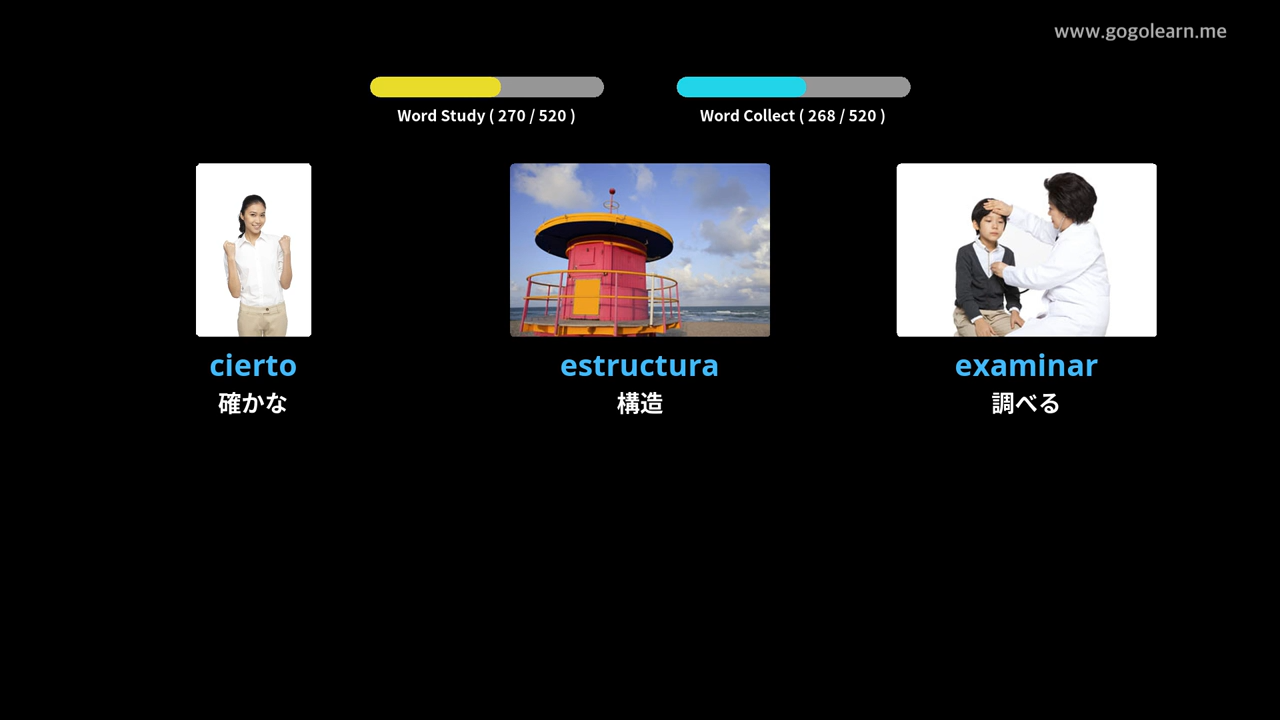 www.gogolearn.me
Word Study ( 270 / 520 )
Word Collect ( 268 / 520 )
cierto
確かな
estructura
構造
examinar
調べる